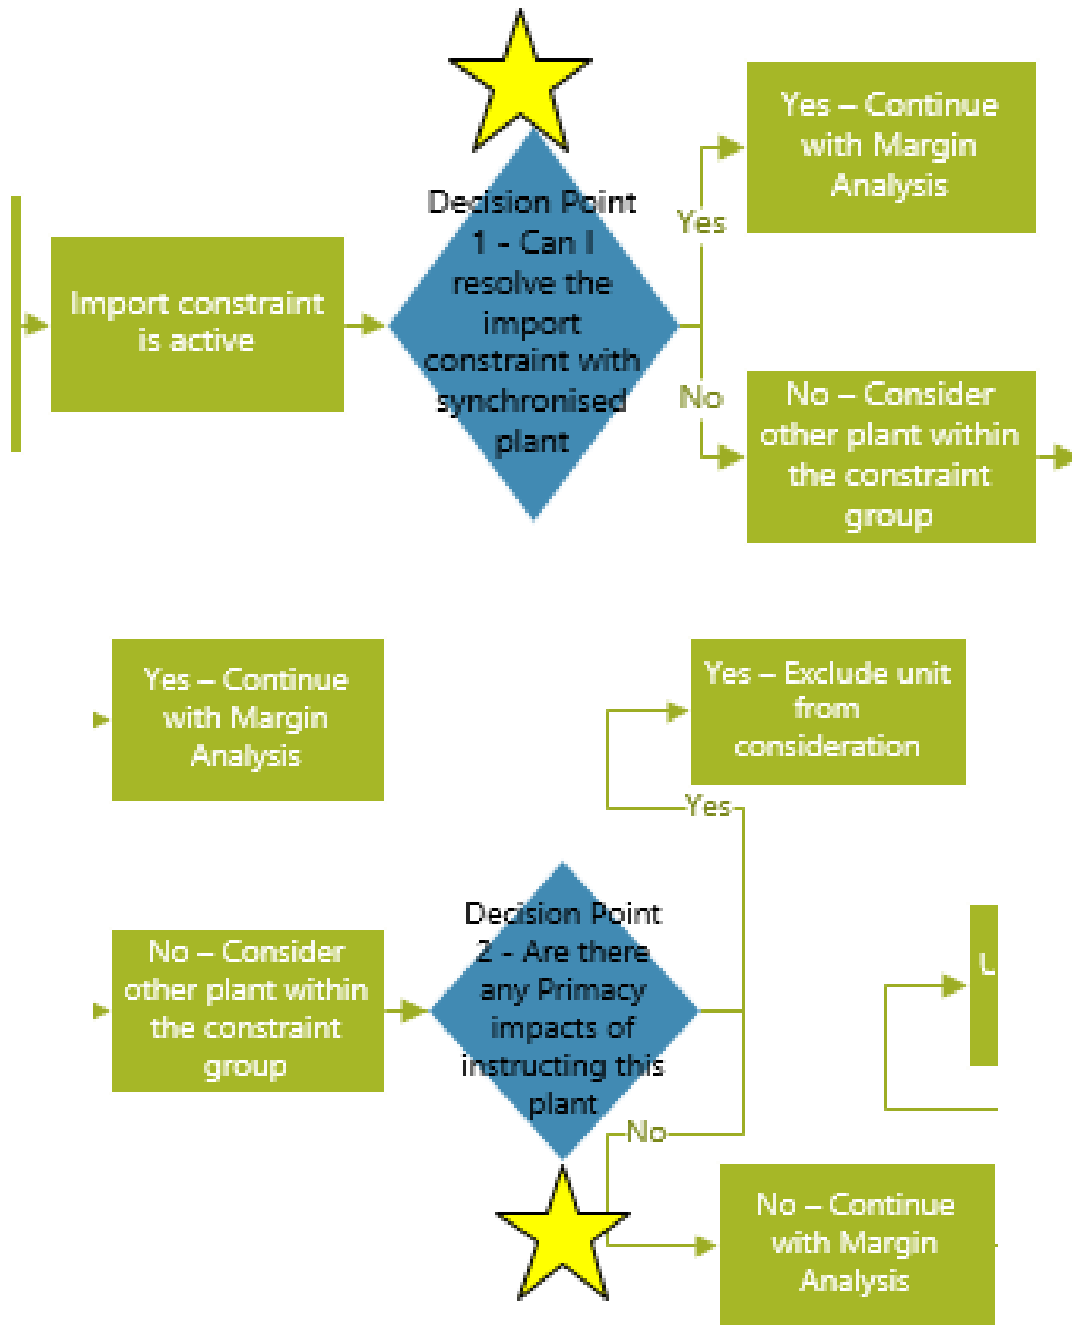 Import constraint
is active
Decision Point
1 - Can I
resolve the
import
constraint with
synchronised
plant
Yes
No
Yes – Continue
with Margin
Analysis
No – Consider
other plant within
the constraint
group
Yes – Continue
with Margin
Analysis
No – Consider
other plant within
the constraint
group
Decision Point
2 - Are there
any Primacy
impacts of
instructing this
plant
Yes
No
Yes – Exclude unit
from
consideration
No – Continue
with Margin
Analysis